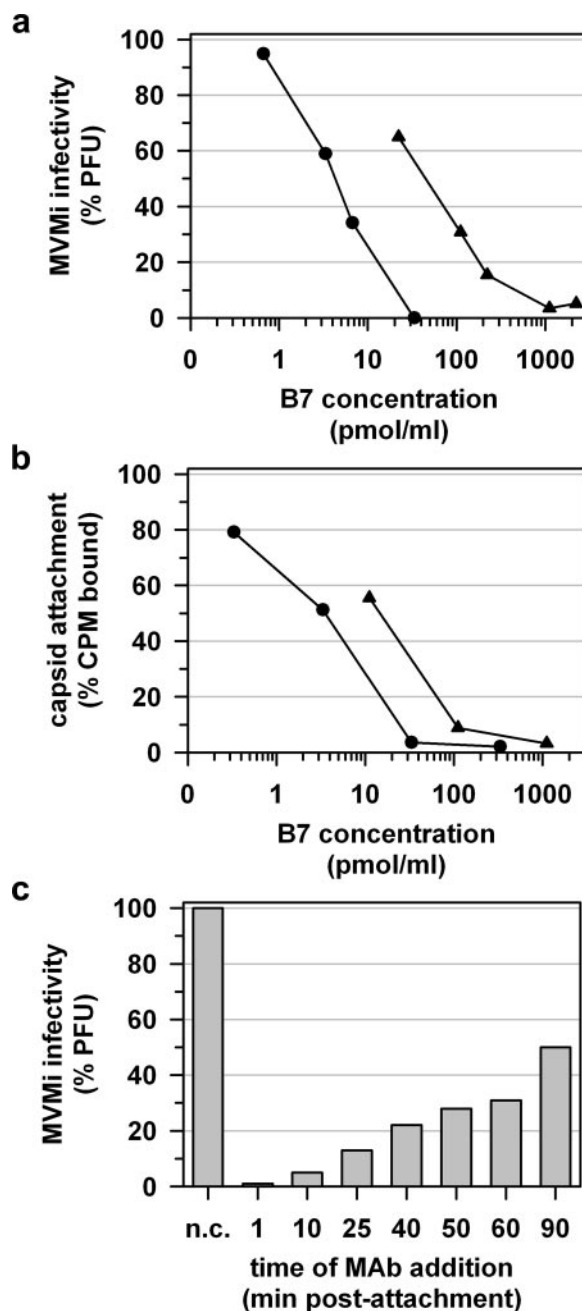 a
100
80
60
40
20
0
MVMi infectivity
(% PFU)
0 1 10 100 1000
B7 concentration
(pmol/ml)
b
100
80
60
40
20
0
capsid attachment
(% CPM bound)
0 1 10 100 1000
B7 concentration
(pmol/ml)
c
100
80
60
40
20
0
MVMi infectivity
(% PFU)
n.c. 1 10 25 40 50 60 90
time of MAb addition
(min post-attachment)